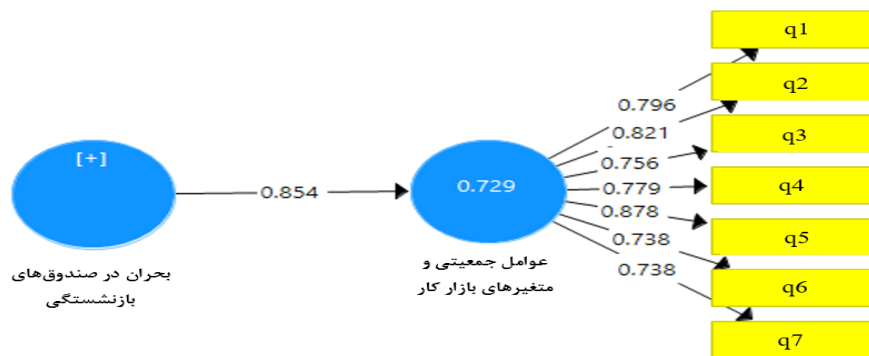 q1
q2
q3
q4
q5
q6
q7
0.796
0.821
0.756
0.779
0.878
0.738
0.738
[+]
0.854
0.729
بحران در صندوق‌های
بازنشستگی
عوامل جمعیتی و
متغیرهای بازار کار